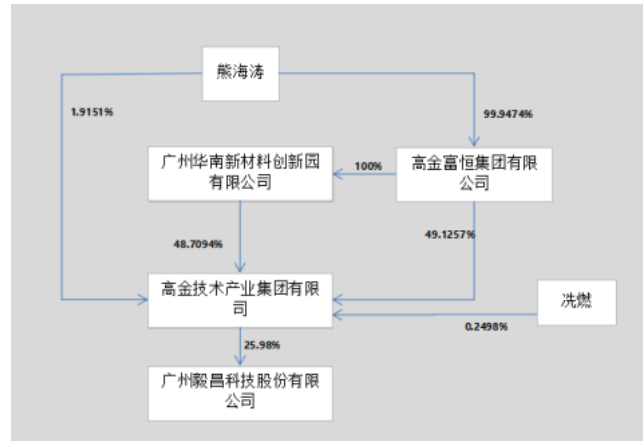 熊海涛
1.9151%
99.9474%
广州华南新材料创新园
有限公司
100%
高金富恒集团有限
公司
48.7094%
49.1257%
高金技术产业集团有限公
司
冼燃
0.2498%
25.98%
广州毅昌科技股份有限
公司